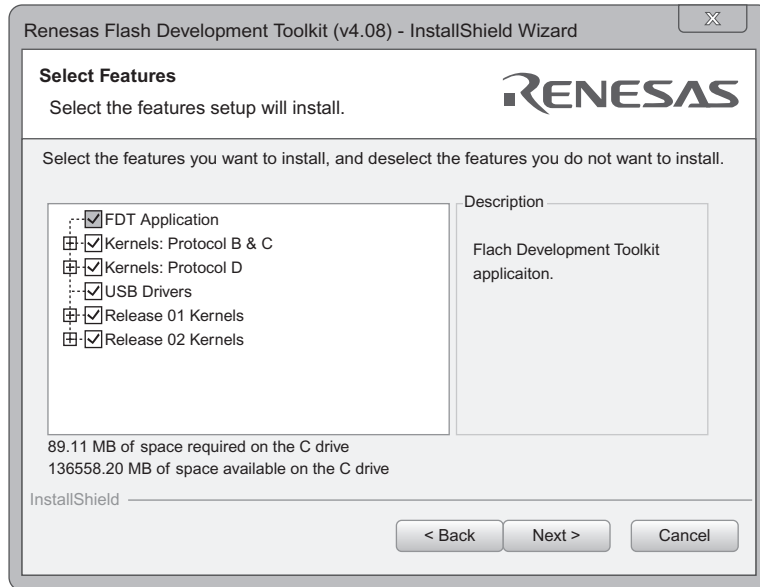 Renesas Flash Development Toolkit (v4.08) - InstallShield Wizard
X
Select Features
Select the features setup will install.
RENESAS
Select the features you want to install, and deselect the features you do not want to install.
FDT Application
Kernels: Protocol B & C
Kernels: Protocol D
USB Drivers
Release 01 Kernels
Release 02 Kernels
Description
Flach Development Toolkit
applicaiton.
89.11 MB of space required on the C drive
136558.20 MB of space available on the C drive
InstallShield
< Back
Next >
Cancel